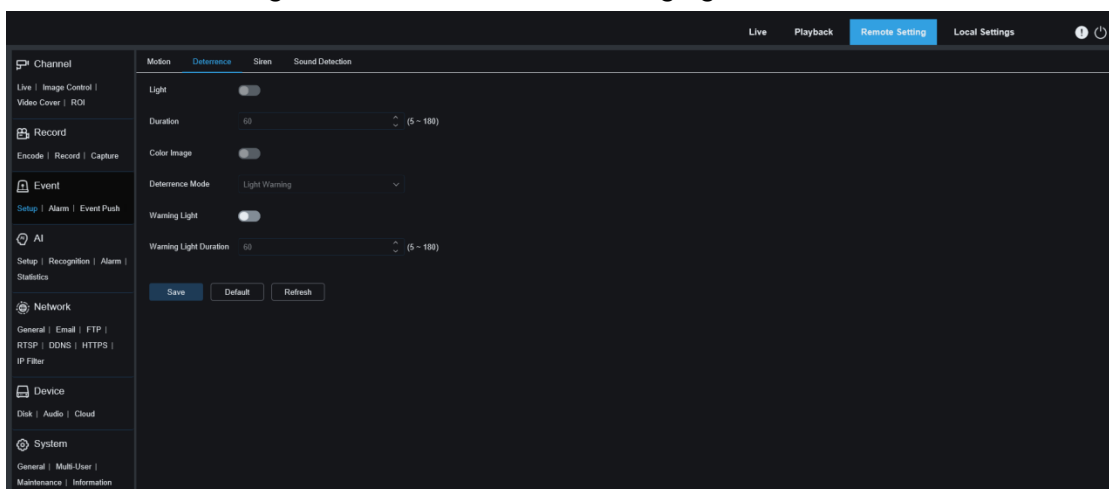 Live Playback Remote Setting Local Settings
Channel
Live | Image Control |
Video Cover | ROI
Record
Encode | Record | Capture
Event
Setup | Alarm | Event Push
AI
Setup | Recognition | Alarm |
Statistics
Network
General | Email | FTP |
RTSP | DDNS | HTTPS |
IP Filter
Device
Disk | Audio | Cloud
System
General | Multi-User |
Maintenance | Information
Motion Deterrence Siren Sound Detection
Light
Duration 60 (5 ~ 180)
Color Image
Deterrence Mode Light Warning
Warning Light
Warning Light Duration 60 (5 ~ 180)
Save Default Refresh